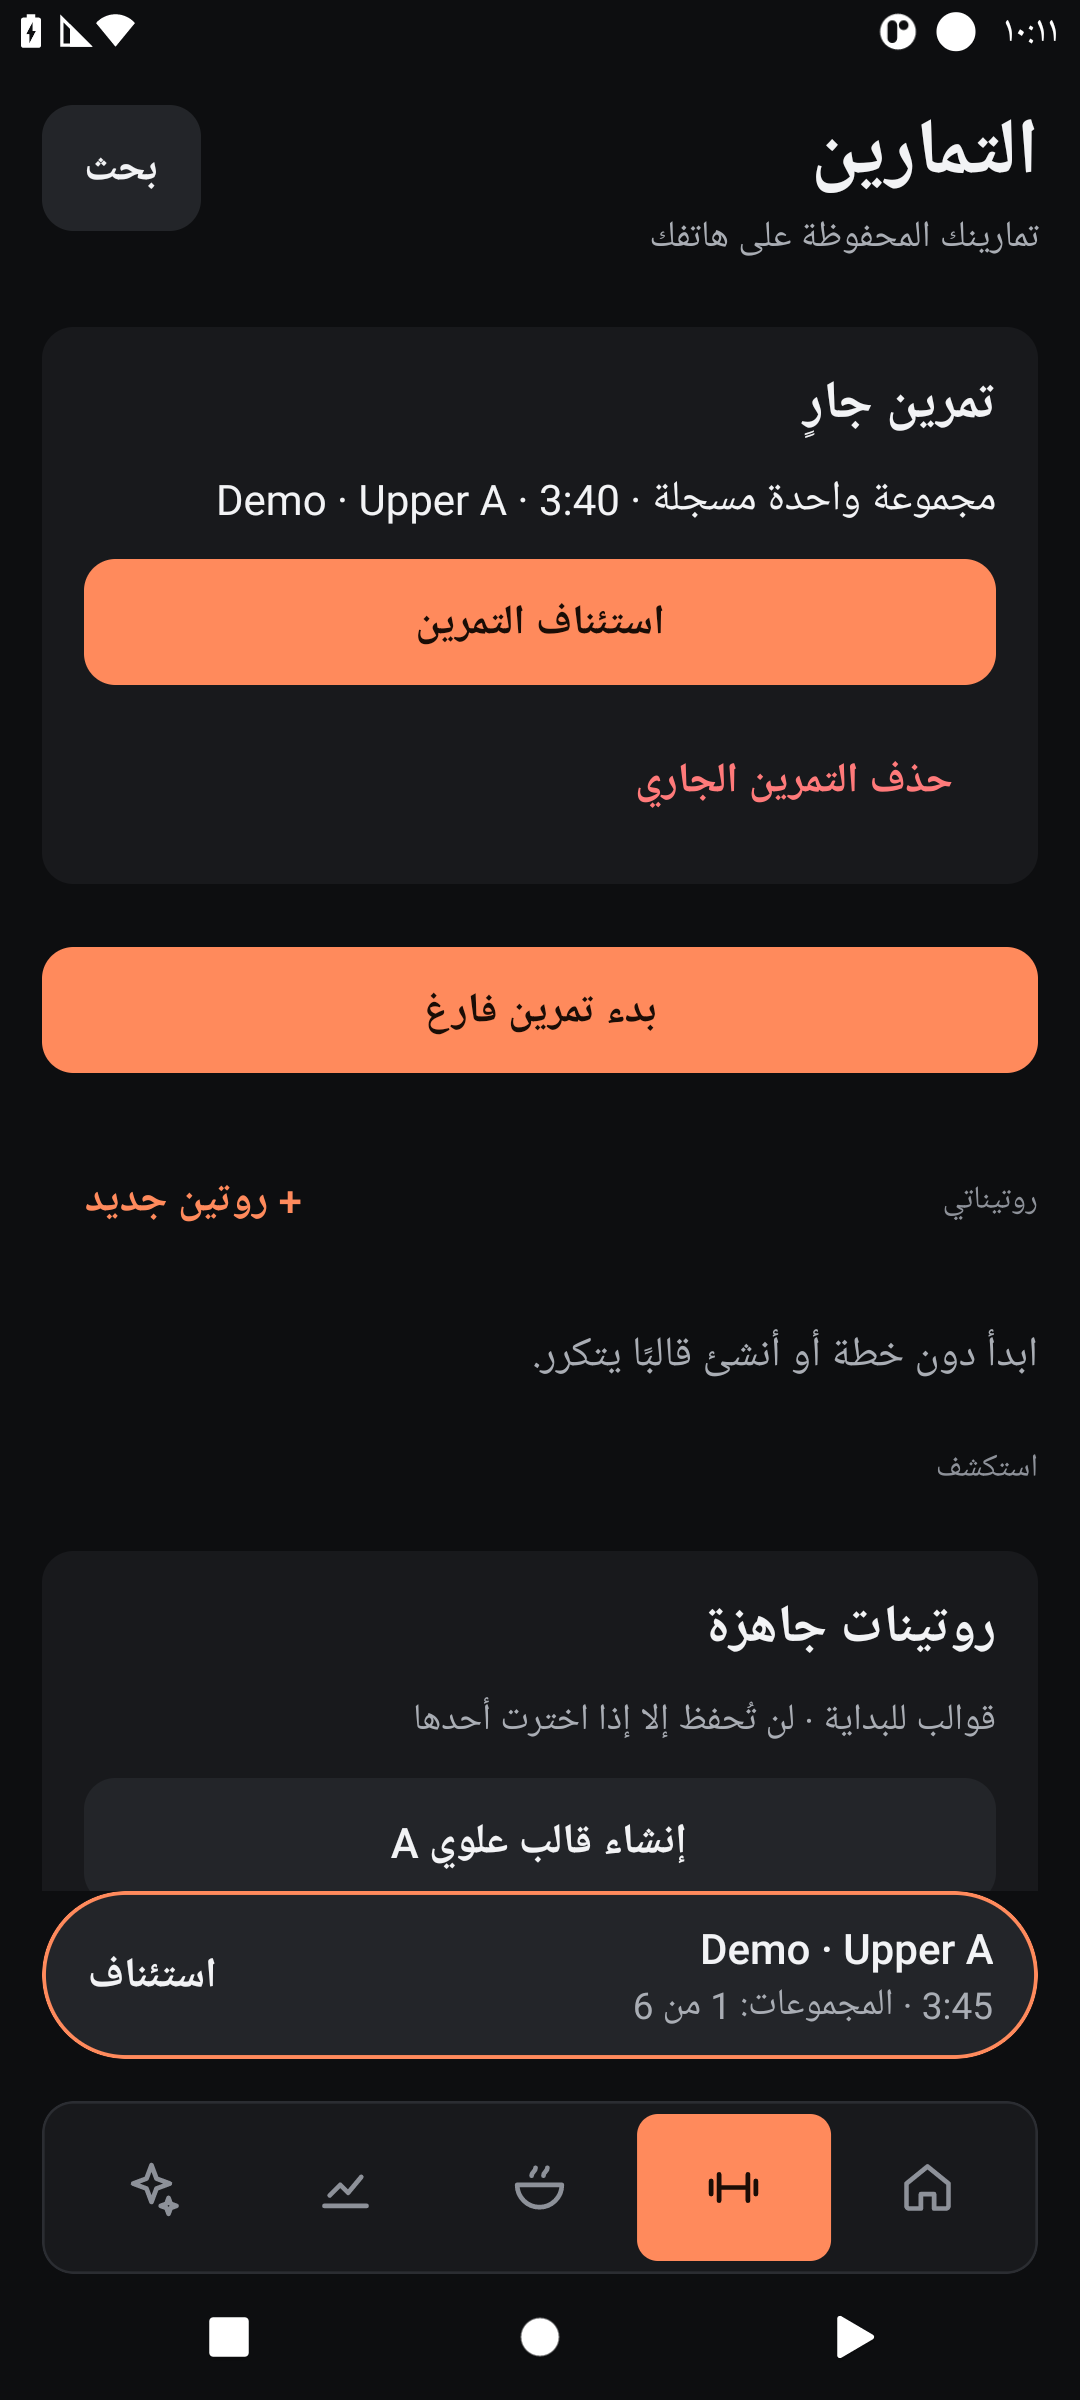 ١٠:١١
التمارين
بحث
تمارينك المحفوظة على هاتفك
تمرين جارٍ
مجموعة واحدة مسجلة · Demo · Upper A · 3:40
استئناف التمرين
حذف التمرين الجاري
بدء تمرين فارغ
روتيناتي
+ روتين جديد
ابدأ دون خطة أو أنشئ قالبًا يتكرر.
استكشف
روتينات جاهزة
قوالب للبداية · لن تُحفظ إلا إذا اخترت أحدها
إنشاء قالب علوي A
Demo · Upper A
3:45 · المجموعات: 1 من 6
استئناف